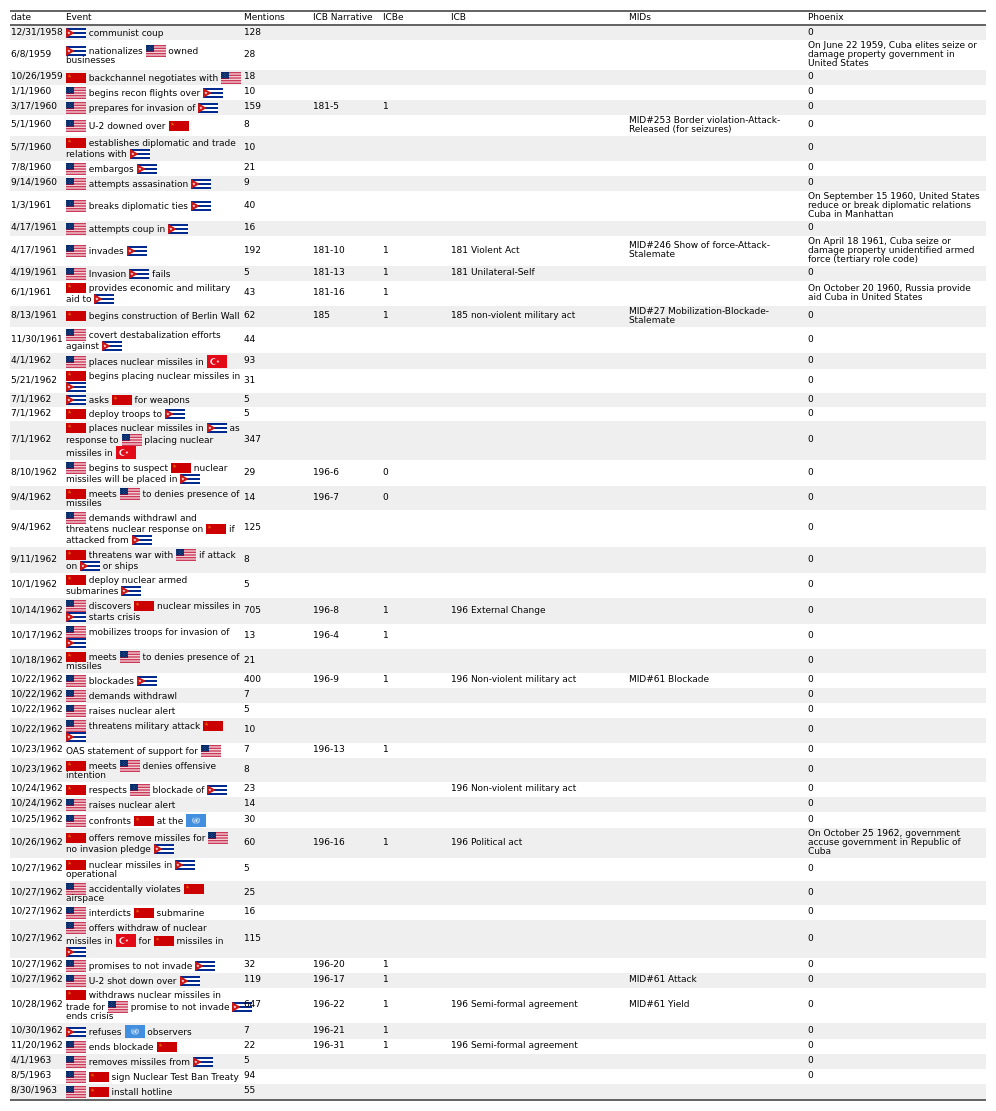 date Event Mentions ICB Narrative ICBe ICB MIDs Phoenix
12/31/1958 communist coup 128 0
6/8/1959 nationalizes owned businesses 28 On June 22 1959, Cuba elites seize or damage property government in United States
10/26/1959 backchannel negotiates with 18 0
1/1/1960 begins recon flights over 10 0
3/17/1960 prepares for invasion of 159 181-5 1 0
5/1/1960 U-2 downed over 8 MID#253 Border violation-Attack-Released (for seizures) 0
5/7/1960 establishes diplomatic and trade relations with 10 0
7/8/1960 embargos 21 0
9/14/1960 attempts assasination 9 0
1/3/1961 breaks diplomatic ties 40 On September 15 1960, United States reduce or break diplomatic relations Cuba in Manhattan
4/17/1961 attempts coup in 16 0
4/17/1961 invades 192 181-10 1 181 Violent Act MID#246 Show of force-Attack-Stalemate On April 18 1961, Cuba seize or damage property unidentified armed force (tertiary role code)
4/19/1961 Invasion fails 5 181-13 1 181 Unilateral-Self 0
6/1/1961 provides economic and military aid to 43 181-16 1 On October 20 1960, Russia provide aid Cuba in United States
8/13/1961 begins construction of Berlin Wall 62 185 1 185 non-violent military act MID#27 Mobilization-Blockade-Stalemate 0
11/30/1961 covert destabalization efforts against 44 0
4/1/1962 places nuclear missiles in 93 0
5/21/1962 begins placing nuclear missiles in 31 0
7/1/1962 asks for weapons 5 0
7/1/1962 deploy troops to 5 0
7/1/1962 places nuclear missiles in as response to placing nuclear missiles in 347 0
8/10/1962 begins to suspect nuclear missiles will be placed in 29 196-6 0 0
9/4/1962 meets to denies presence of missiles 14 196-7 0 0
9/4/1962 demands withdrawl and threatens nuclear response on if attacked from 125 0
9/11/1962 threatens war with if attack on or ships 8 0
10/1/1962 deploy nuclear armed submarines 5 0
10/14/1962 discovers nuclear missiles in starts crisis 705 196-8 1 196 External Change 0
10/17/1962 mobilizes troops for invasion of 13 196-4 1 0
10/18/1962 meets to denies presence of missiles 21 0
10/22/1962 blockades 400 196-9 1 196 Non-violent military act MID#61 Blockade 0
10/22/1962 demands withdrawl 7 0
10/22/1962 raises nuclear alert 5 0
10/22/1962 threatens military attack 10 0
10/23/1962 OAS statement of support for 7 196-13 1 0
10/23/1962 meets denies offensive intention 8 0
10/24/1962 respects blockade of 23 196 Non-violent military act 0
10/24/1962 raises nuclear alert 14 0
10/25/1962 confronts at the 30 0
10/26/1962 offers remove missiles for no invasion pledge 60 196-16 1 196 Political act On October 25 1962, government accuse government in Republic of Cuba
10/27/1962 nuclear missiles in operational 5 0
10/27/1962 accidentally violates airspace 25 0
10/27/1962 interdicts submarine 16 0
10/27/1962 offers withdraw of nuclear missiles in for missiles in 115 0
10/27/1962 promises to not invade 32 196-20 1 0
10/27/1962 U-2 shot down over 119 196-17 1 MID#61 Attack 0
10/28/1962 withdraws nuclear missiles in trade for promise to not invade ends crisis 647 196-22 1 196 Semi-formal agreement MID#61 Yield 0
10/30/1962 refuses observers 7 196-21 1 0
11/20/1962 ends blockade 22 196-31 1 196 Semi-formal agreement 0
4/1/1963 removes missiles from 5 0
8/5/1963 sign Nuclear Test Ban Treaty 94 0
8/30/1963 install hotline 55